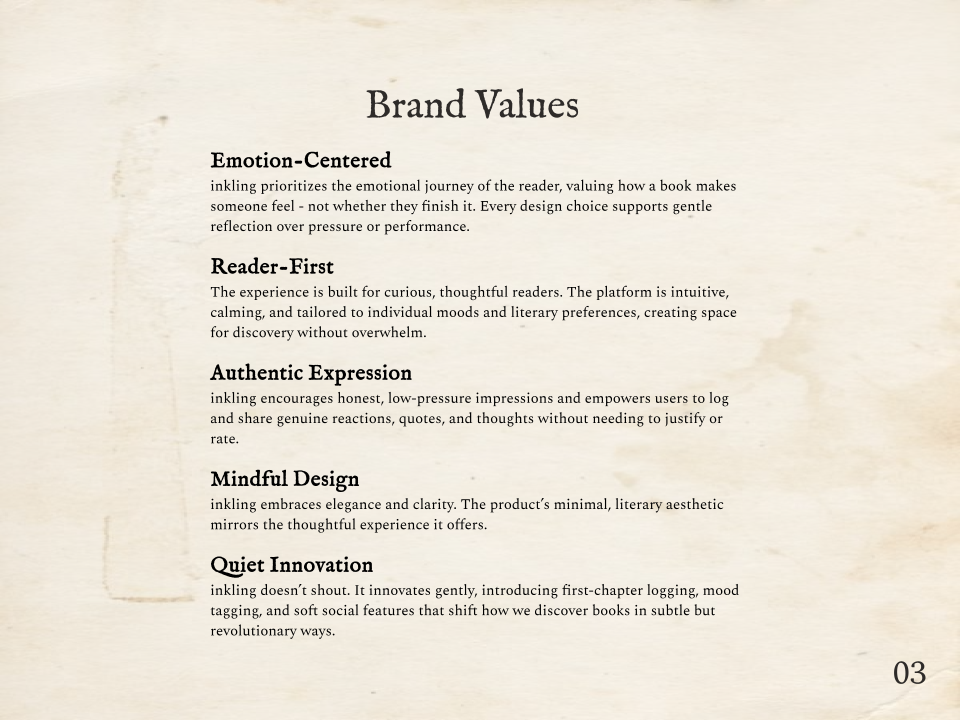 Brand Values
Emotion-Centered
inkling prioritizes the emotional journey of the reader, valuing how a book makes
someone feel - not whether they finish it. Every design choice supports gentle
reflection over pressure or performance.
Reader-First
The experience is built for curious, thoughtful readers. The platform is intuitive,
calming, and tailored to individual moods and literary preferences, creating space
for discovery without overwhelm.
Authentic Expression
inkling encourages honest, low-pressure impressions and empowers users to log
and share genuine reactions, quotes, and thoughts without needing to justify or
rate.
Mindful Design
inkling embraces elegance and clarity. The product’s minimal, literary aesthetic
mirrors the thoughtful experience it offers.
Quiet Innovation
inkling doesn’t shout. It innovates gently, introducing first-chapter logging, mood
tagging, and soft social features that shift how we discover books in subtle but
revolutionary ways.
03